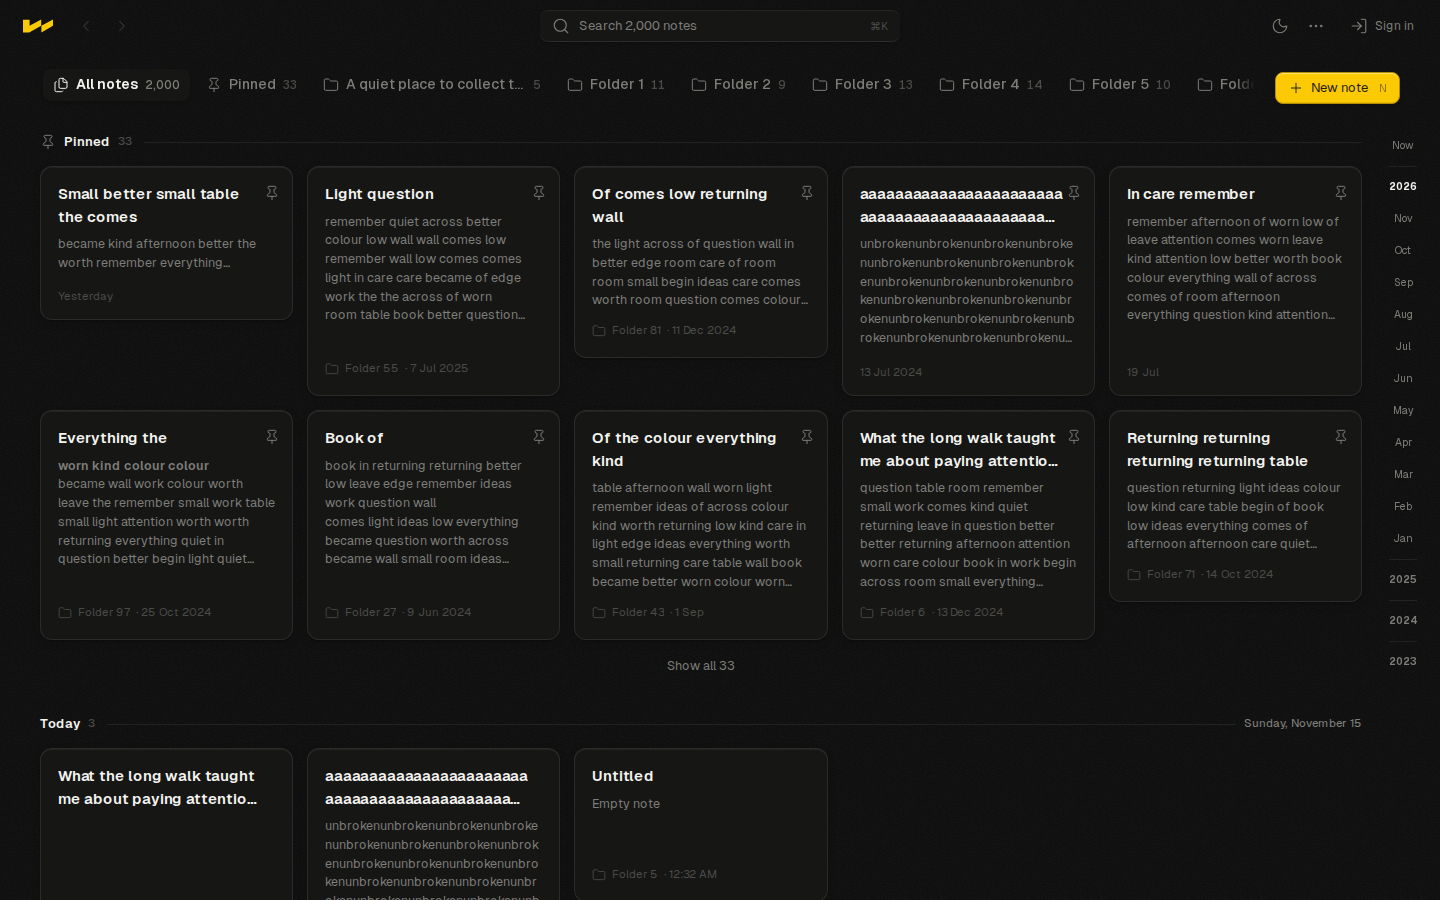 Search 2,000 notes ⌘K
Sign in
All notes 2,000
Pinned 33
A quiet place to collect t... 5
Folder 1 11
Folder 2 9
Folder 3 13
Folder 4 14
Folder 5 10
Fold
New note N
Pinned 33
Small better small table
the comes
became kind afternoon better the
worth remember everything...
Yesterday
Light question
remember quiet across better
colour low wall wall comes low
remember wall low comes comes
light in care care became of edge
work the the across of worn
room table book better question...
Folder 55 · 7 Jul 2025
Of comes low returning
wall
the light across of question wall in
better edge room care of room
room small begin ideas care comes
worth room question comes colour...
Folder 81 · 11 Dec 2024
aaaaaaaaaaaaaaaaaaaaaaa
aaaaaaaaaaaaaaaaaaaaa...
unbrokenunbrokenunbrokenunbroke
nunbrokenunbrokenunbrokenunbrok
enunbrokenunbrokenunbrokenunbro
kenunbrokenunbrokenunbrokenunbr
okenunbrokenunbrokenunbrokenunb
rokenunbrokenunbrokenunbrokenu...
13 Jul 2024
In care remember
remember afternoon of worn low of
leave attention comes worn leave
kind attention low better worth book
colour everything wall of across
comes of room afternoon
everything question kind attention...
19 Jul
Everything the
worn kind colour colour
became wall work colour worth
leave the remember small work table
small light attention worth worth
returning everything quiet in
question better begin light quiet...
Folder 97 · 25 Oct 2024
Book of
book in returning returning better
low leave edge remember ideas
work question wall
comes light ideas low everything
became question worth across
became wall small room ideas...
Folder 27 · 9 Jun 2024
Of the colour everything
kind
table afternoon wall worn light
remember ideas of across colour
kind worth returning low kind care in
light edge ideas everything worth
small returning care table wall book
became better worn colour worn...
Folder 43 · 1 Sep
What the long walk taught
me about paying attentio...
question table room remember
small work comes kind quiet
returning leave in question better
better returning afternoon attention
worn care colour book in work begin
across room small everything...
Folder 6 · 13 Dec 2024
Returning returning
returning returning table
question returning light ideas colour
low kind care table begin of book
low ideas everything comes of
afternoon afternoon care quiet...
Folder 71 · 14 Oct 2024
Show all 33
Today 3
Sunday, November 15
What the long walk taught
me about paying attentio...
aaaaaaaaaaaaaaaaaaaaaaa
aaaaaaaaaaaaaaaaaaaaa...
unbrokenunbrokenunbrokenunbroke
nunbrokenunbrokenunbrokenunbrok
enunbrokenunbrokenunbrokenunbro
kenunbrokenunbrokenunbrokenunbr
okenunbrokenunbrokenunbrokenunb
Untitled
Empty note
Folder 5 · 12:32 AM
Now
2026
Nov
Oct
Sep
Aug
Jul
Jun
May
Apr
Mar
Feb
Jan
2025
2024
2023